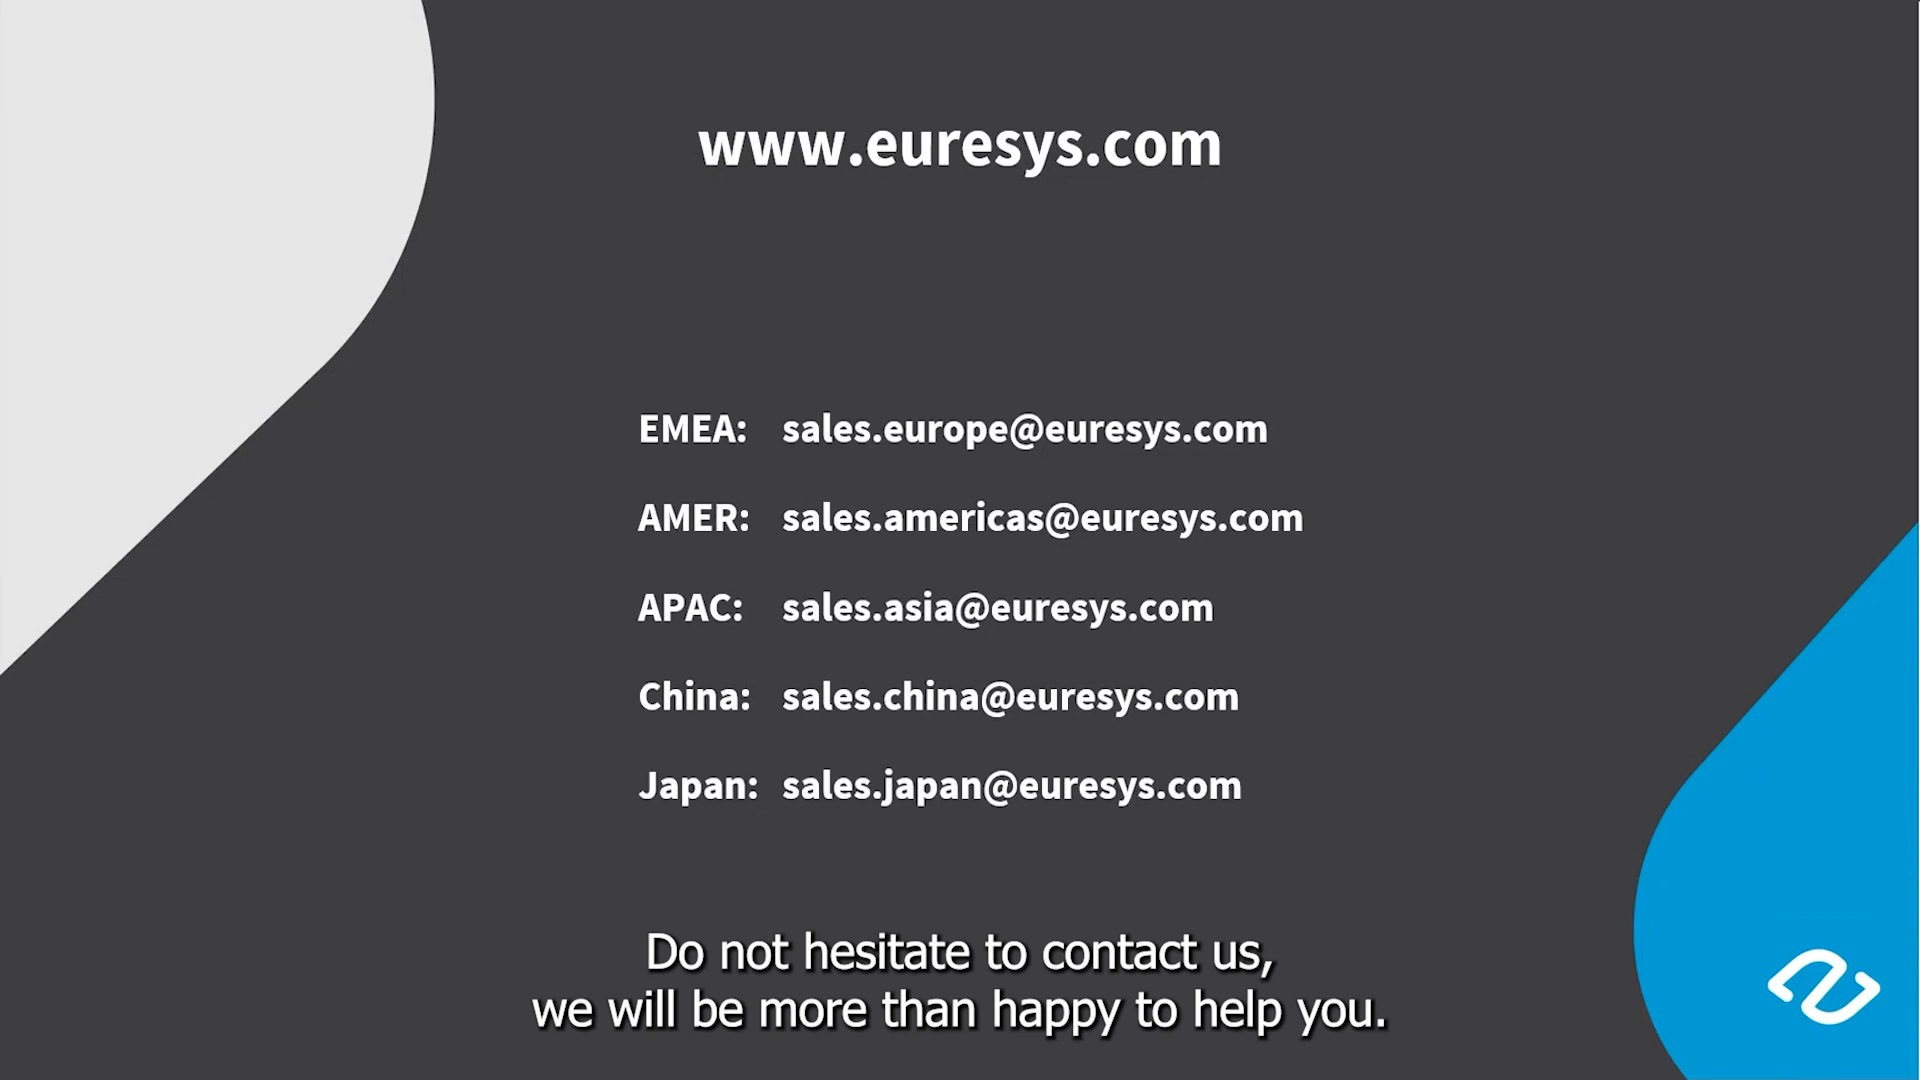 www.euresys.com
EMEA: sales.europe@euresys.com
AMER: sales.americas@euresys.com
APAC: sales.asia@euresys.com
China: sales.china@euresys.com
Japan: sales.japan@euresys.com
Do not hesitate to contact us,
we will be more than happy to help you.